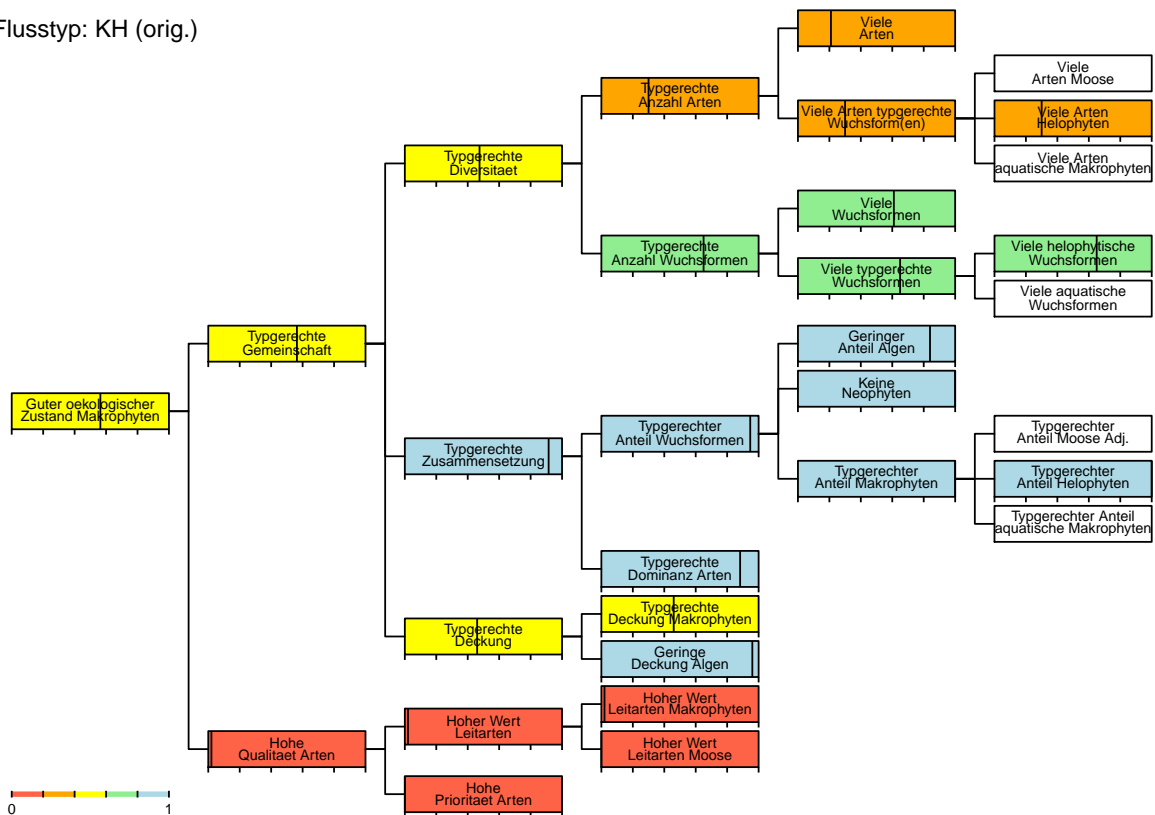 Flusstyp: KH (orig.)
Viele
Arten
Viele
Arten Moose
Typgerechte
Anzahl Arten
Viele Arten typgerechte
Wuchsform(en)
Viele Arten
Helophyten
Typgerechte
Diversitaet
Viele Arten
aquatische Makrophyten
Viele
Wuchsformen
Typgerechte
Anzahl Wuchsformen
Viele helophytische
Wuchsformen
Viele typgerechte
Wuchsformen
Viele aquatische
Wuchsformen
Typgerechte
Gemeinschaft
Geringer
Anteil Algen
Keine
Neophyten
Guter oekologischer
Zustand Makrophyten
Typgerechter
Anteil Wuchsformen
Typgerechter
Anteil Moose Adj.
Typgerechte
Zusammensetzung
Typgerechter
Anteil Makrophyten
Typgerechter
Anteil Helophyten
Typgerechter Anteil
aquatische Makrophyten
Typgerechte
Dominanz Arten
Typgerechte
Deckung Makrophyten
Typgerechte
Deckung
Geringe
Deckung Algen
Hoher Wert
Leitarten Makrophyten
Hoher Wert
Leitarten
Hohe
Qualitaet Arten
Hoher Wert
Leitarten Moose
Hohe
Prioritaet Arten
0 1